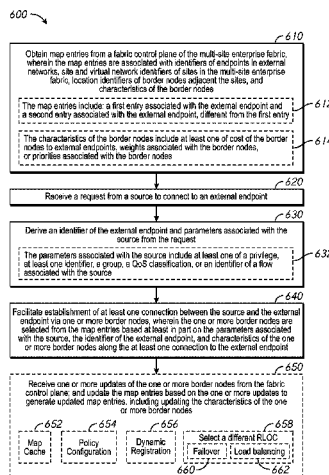 600
610
Obtain map entries from a fabric control plane of the multi-site enterprise fabric,
wherein the map entries are associated with identifiers of endpoints in external
networks, site and virtual network identifiers of sites in the multi-site enterprise
fabric, location identifiers of border nodes adjacent the sites, and
characteristics of the border nodes
612
The map entries include: a first entry associated with the external endpoint and
a second entry associated with the external endpoint, different from the first entry
614
The characteristics of the border nodes include at least one of cost of the border
nodes to external endpoints, weights associated with the border nodes,
or priorities associated with the border nodes
620
Receive a request from a source to connect to an external endpoint
630
Derive an identifier of the external endpoint and parameters associated with the
source from the request
632
The parameters associated with the source include at least one of a privilege,
at least one identifier, a group, a QoS classification, or an identifier of a flow
associated with the source
640
Facilitate establishment of at least one connection between the source and the external
endpoint via one or more border nodes, wherein the one or more border nodes are
selected from the map entries based at least in part on the parameters associated
with the source, the identifier of the external endpoint, and characteristics of the one
or more border nodes along the at least one connection to the external endpoint
650
Receive one or more updates of the one or more border nodes from the fabric
control plane; and update the map entries based on one or more updates to
generate updated map entries, including updating the characteristics of the one
or more border nodes
652
654
656
658
Map
Cache
Policy
Configuration
Dynamic
Registration
Select a different RLOC
Failover
Load balancing
660
662